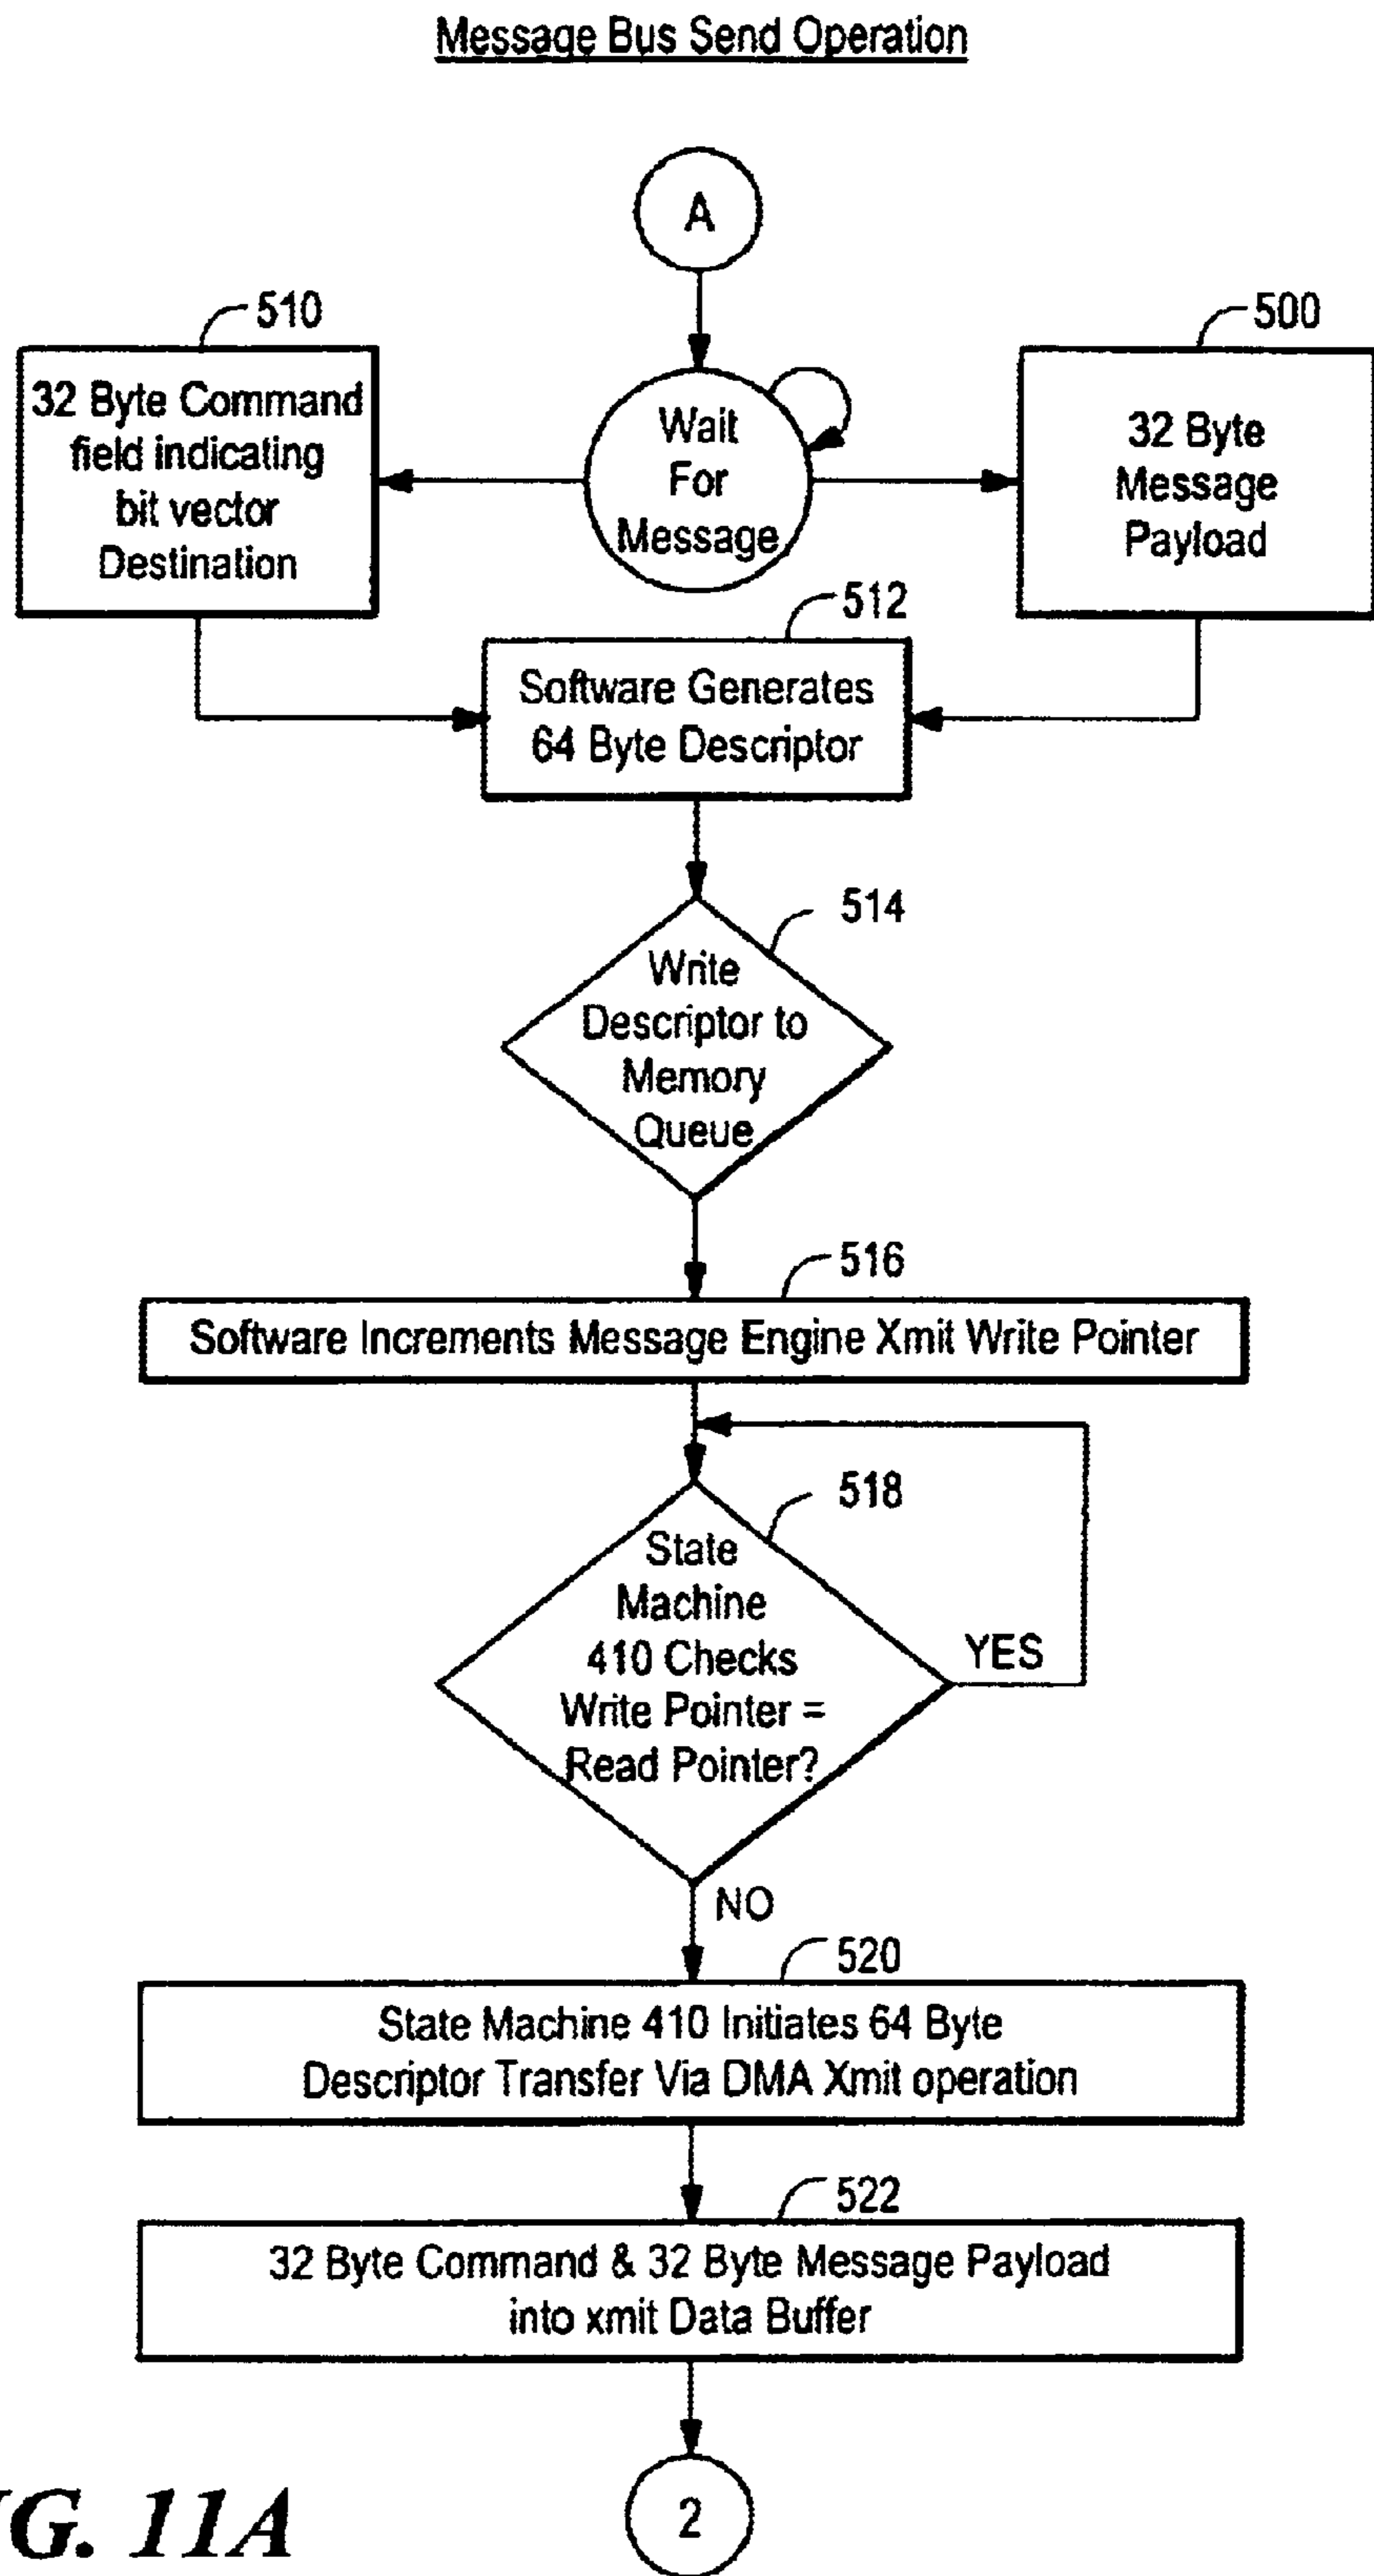 Message Bus Send Operation
A
510
500
32 Byte Command
field indicating
bit vector
Destination
Wait
For
Message
32 Byte
Message
Payload
512
Software Generates
64 Byte Descriptor
514
Write
Descriptor to
Memory
Queue
516
Software Increments Message Engine Xmit Write Pointer
518
State
Machine
410 Checks
Write Pointer =
Read Pointer?
YES
NO
520
State Machine 410 Initiates 64 Byte
Descriptor Transfer Via DMA Xmit operation
522
32 Byte Command & 32 Byte Message Payload
into xmit Data Buffer
2
G. 11A